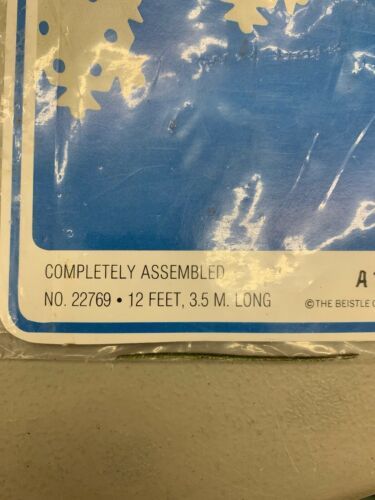 COMPLETELY ASSEMBLED
NO. 22769 • 12 FEET, 3.5 M. LONG
A
© THE BEISTLE